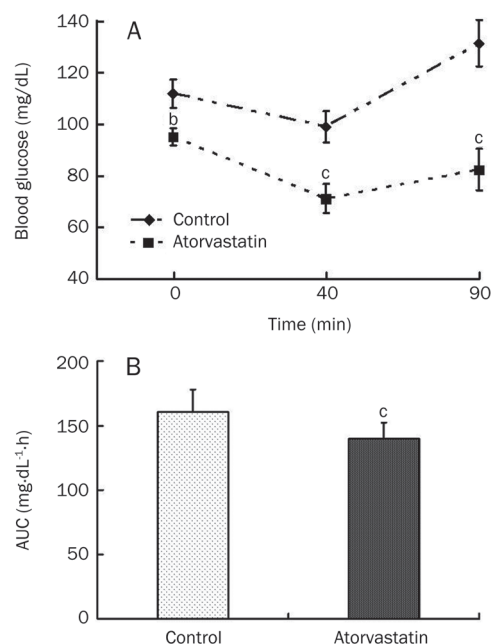 A
140
120
100
80
60
40
Blood glucose (mg/dL)
b
c
c
Control
Atorvastatin
0 40 90
Time (min)
B
200
150
100
50
0
AUC (mg·dL⁻¹·h)
c
Control Atorvastatin